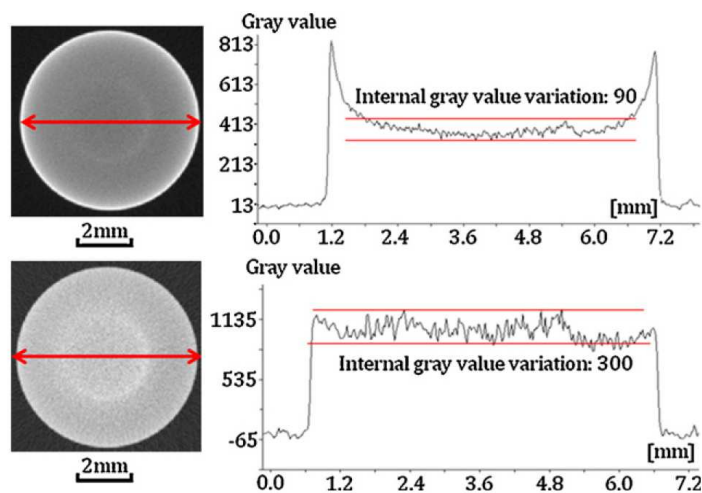 Gray value
813
613
413
213
13
Internal gray value variation: 90
[mm]
0.0 1.2 2.4 3.6 4.8 6.0 7.2
2mm
Gray value
1135
535
-65
Internal gray value variation: 300
[mm]
0.0 1.2 2.4 3.6 4.8 6.0 7.2
2mm